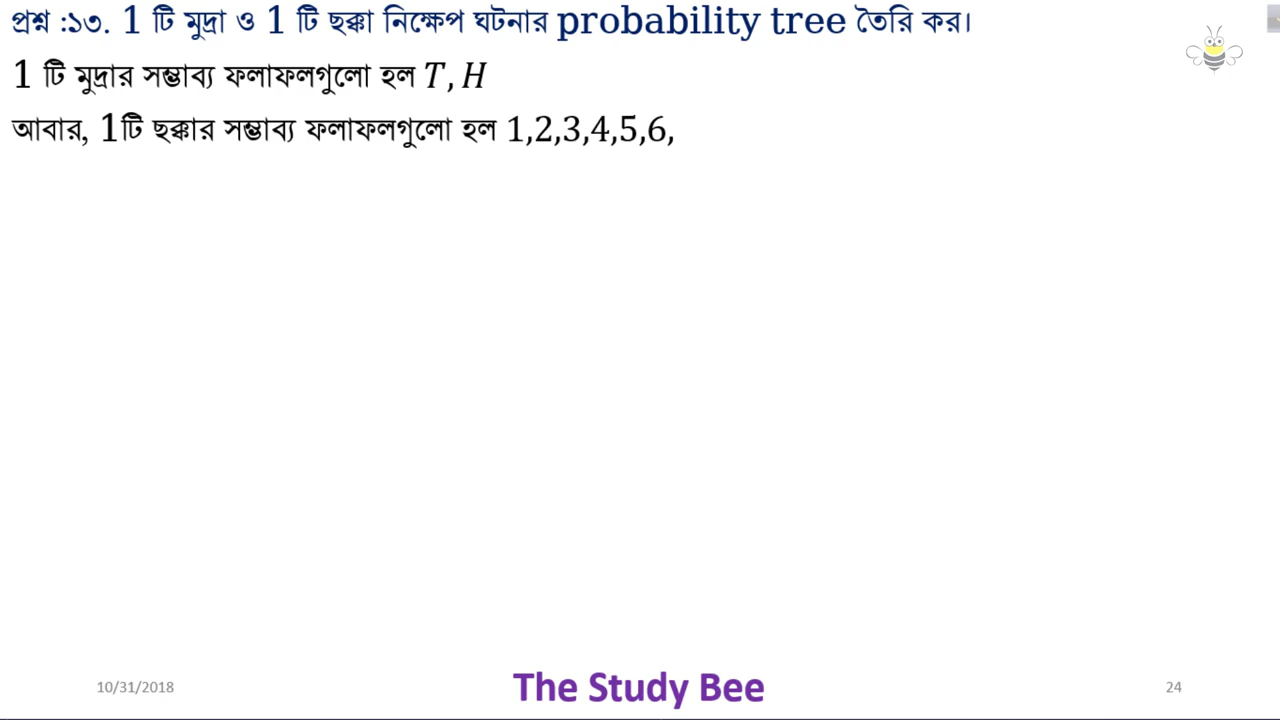 প্রশ্ন :১৩. 1 টি মুদ্রা ও 1 টি ছক্কা নিক্ষেপ ঘটনার probability tree তৈরি কর।
1 টি মুদ্রার সম্ভাব্য ফলাফলগুলো হল T, H
আবার, 1টি ছক্কার সম্ভাব্য ফলাফলগুলো হল 1,2,3,4,5,6,
10/31/2018 The Study Bee 24